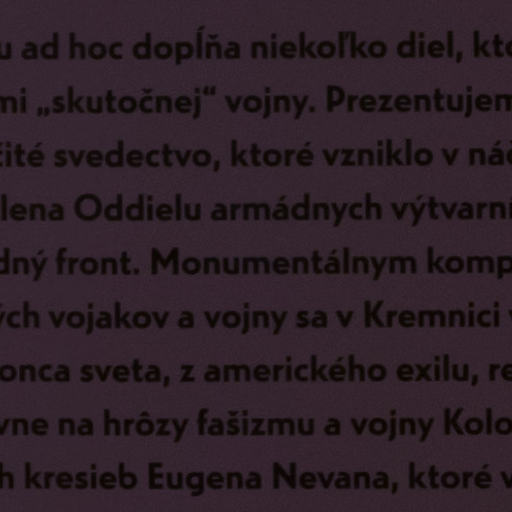 u ad hoc dopĺňa niekoľko diel, kto
mi „skutočnej“ vojny. Prezentujem
čité svedectvo, ktoré vzniklo v náč
lena Oddielu armádnych výtvarní
dný front. Monumentálnym komp
ých vojakov a vojny sa v Kremnici v
onca sveta, z amerického exilu, re
vne na hrôzy fašizmu a vojny Kolo
h kresieb Eugena Nevana, ktoré v